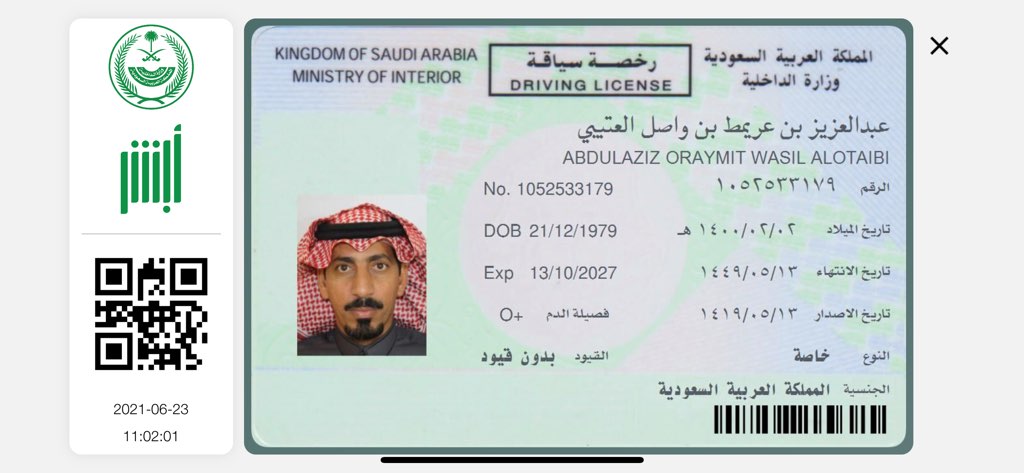 أبشر
2021-06-23
11:02:01
KINGDOM OF SAUDI ARABIA
MINISTRY OF INTERIOR
رخصة سياقة
DRIVING LICENSE
المملكة العربية السعودية
وزارة الداخلية
عبدالعزيز بن عريمط بن واصل العتيبي
ABDULAZIZ ORAYMIT WASIL ALOTAIBI
No. 1052533179 الرقم ١٠٥٢٥٣٣١٧٩
DOB 21/12/1979 تاريخ الميلاد ١٤٠٠/٠٢/٠٢ هـ
Exp 13/10/2027 تاريخ الانتهاء ١٤٤٩/٠٥/١٣
تاريخ الاصدار ١٤١٩/٠٥/١٣ فصيلة الدم O+
النوع خاصة القيود بدون قيود
الجنسية المملكة العربية السعودية